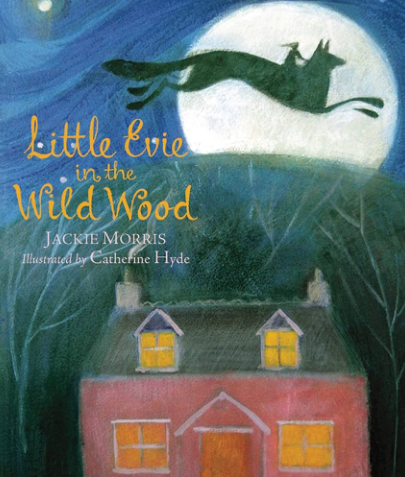 Little Evie
in the
Wild Wood
JACKIE MORRIS
Illustrated by Catherine Hyde